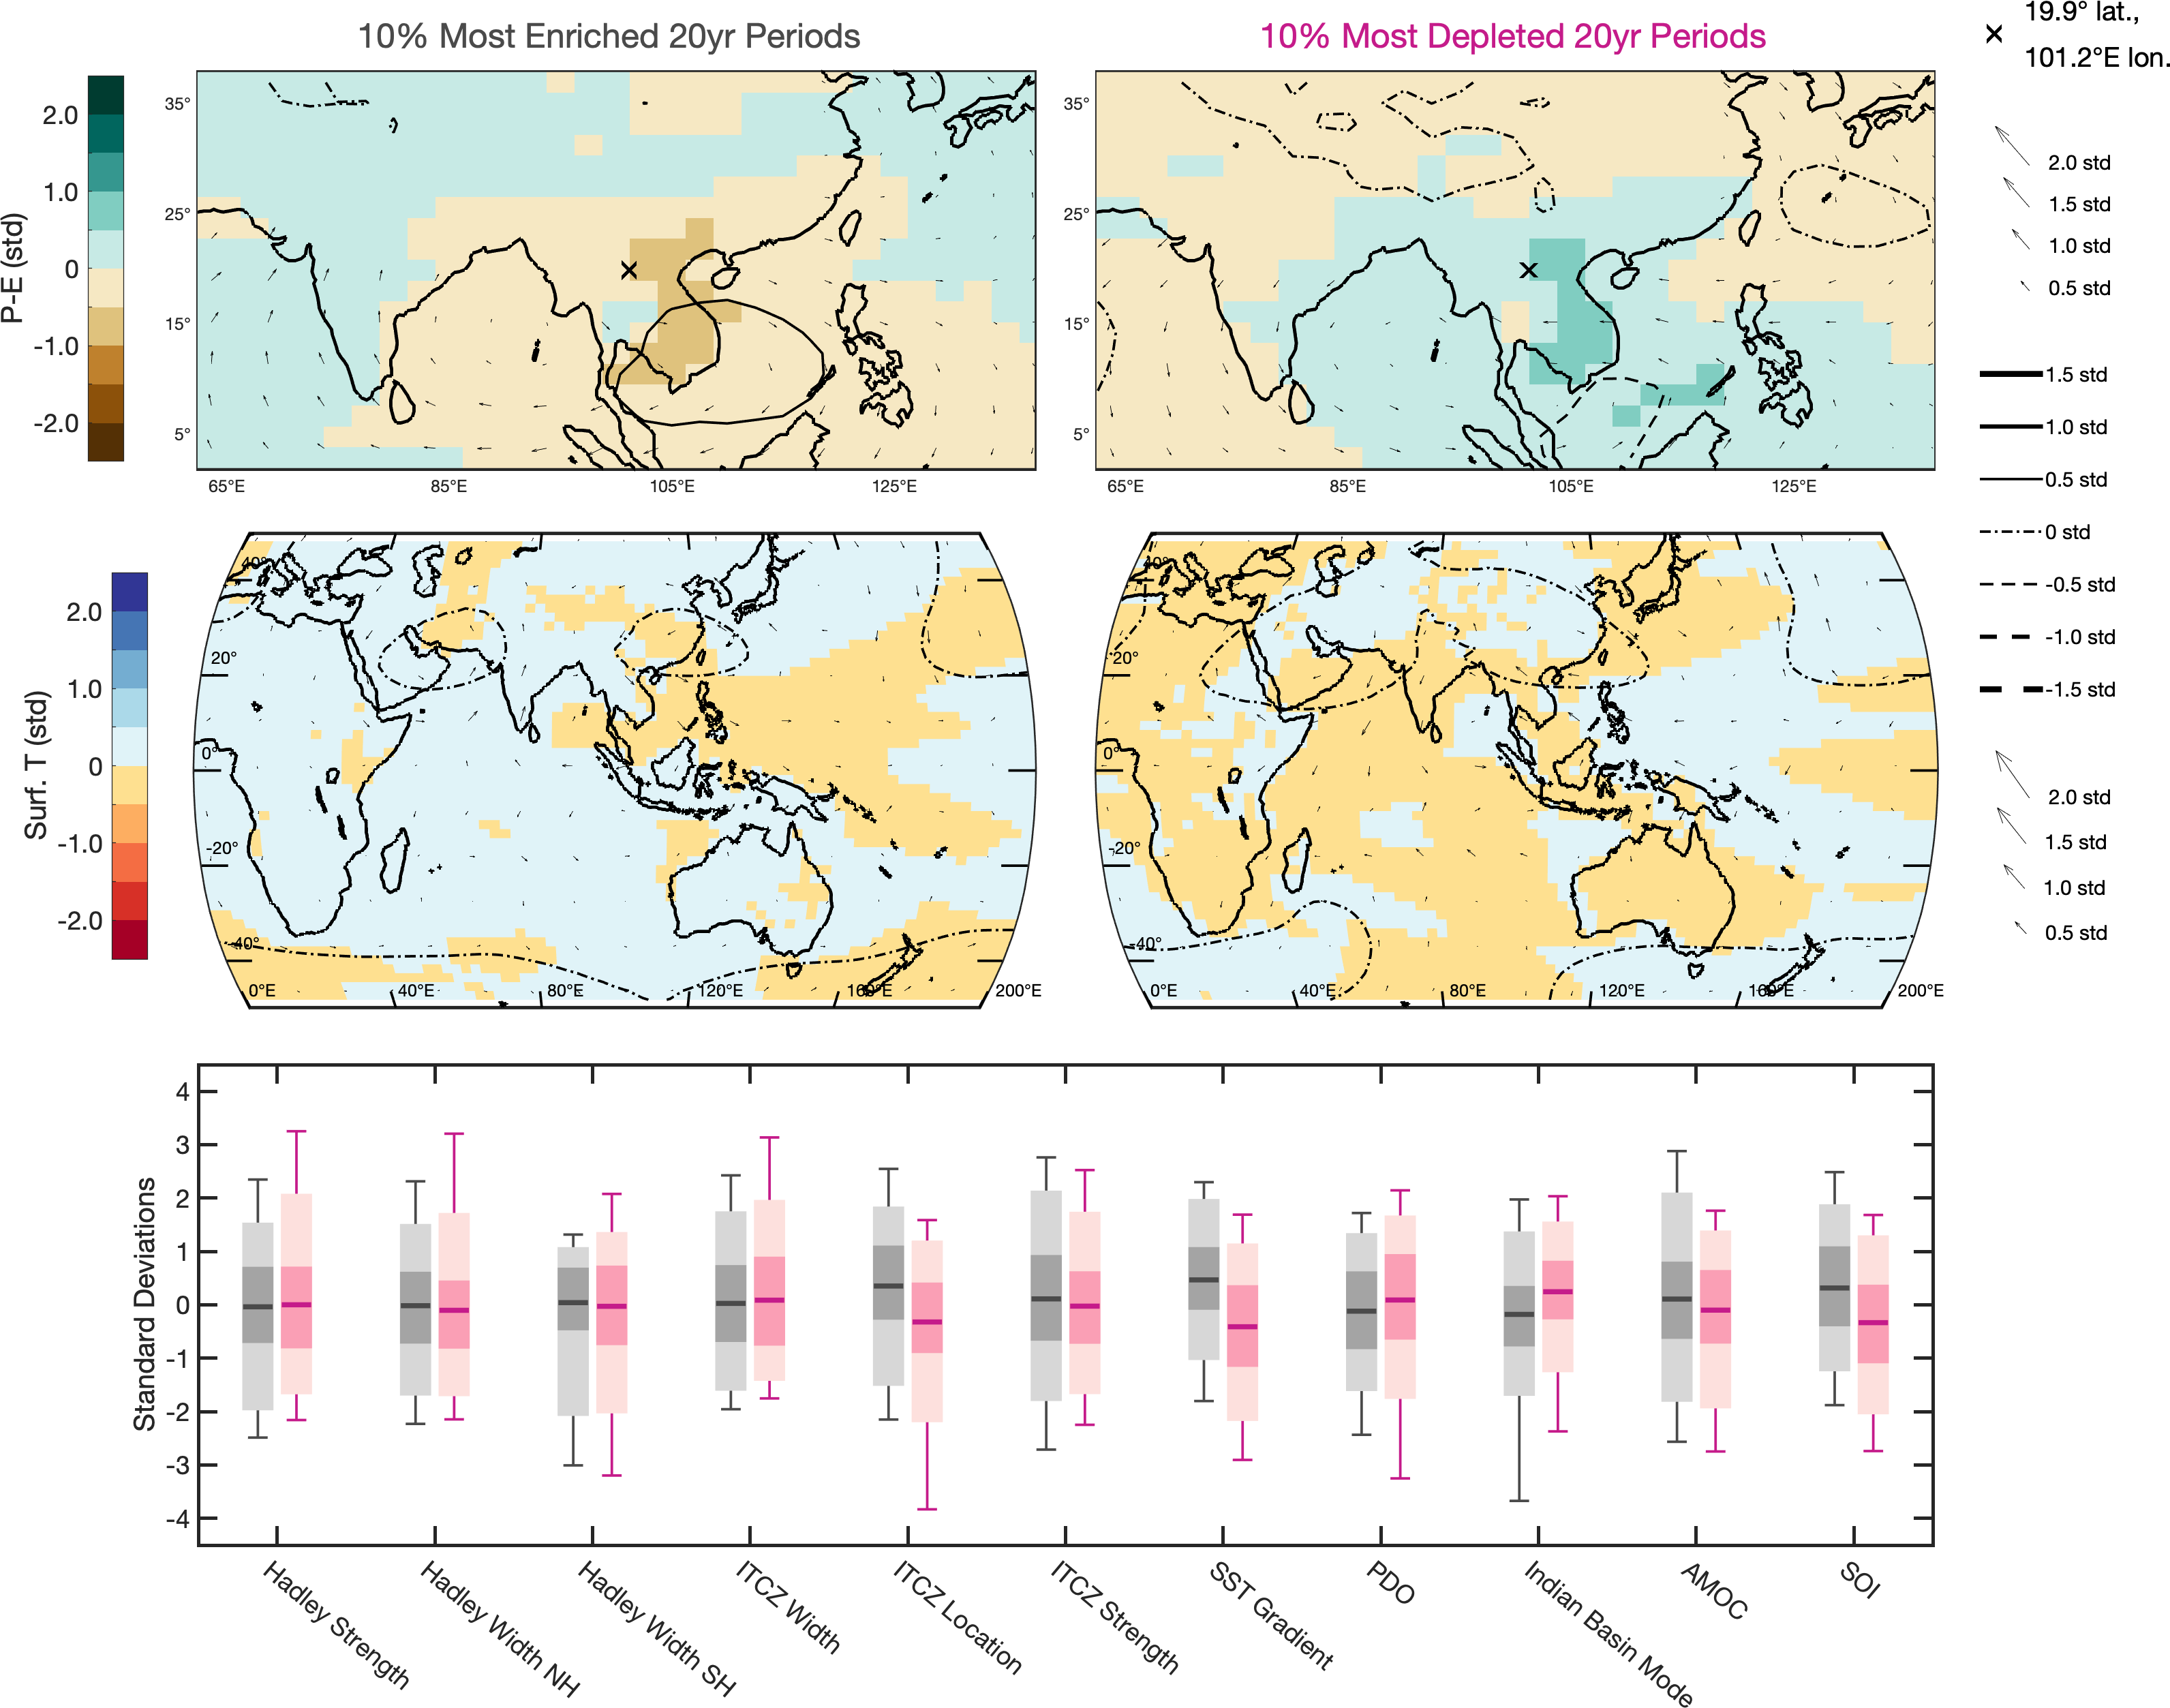 10% Most Enriched 20yr Periods
10% Most Depleted 20yr Periods
19.9° lat.,
101.2°E lon.
P-E (std)
2.0
1.0
0
-1.0
-2.0
35°
25°
15°
5°
65°E 85°E 105°E 125°E
35°
25°
15°
5°
65°E 85°E 105°E 125°E
2.0 std
1.5 std
1.0 std
0.5 std
1.5 std
1.0 std
0.5 std
0 std
-0.5 std
-1.0 std
-1.5 std
Surf. T (std)
2.0
1.0
0
-1.0
-2.0
40°
20°
0°
-20°
-40°
0°E 40°E 80°E 120°E 160°E 200°E
40°
20°
0°
-20°
-40°
0°E 40°E 80°E 120°E 160°E 200°E
2.0 std
1.5 std
1.0 std
0.5 std
Standard Deviations
4
3
2
1
0
-1
-2
-3
-4
Hadley Strength
Hadley Width NH
Hadley Width SH
ITCZ Width
ITCZ Location
ITCZ Strength
SST Gradient
PDO
Indian Basin Mode
AMOC
SOI